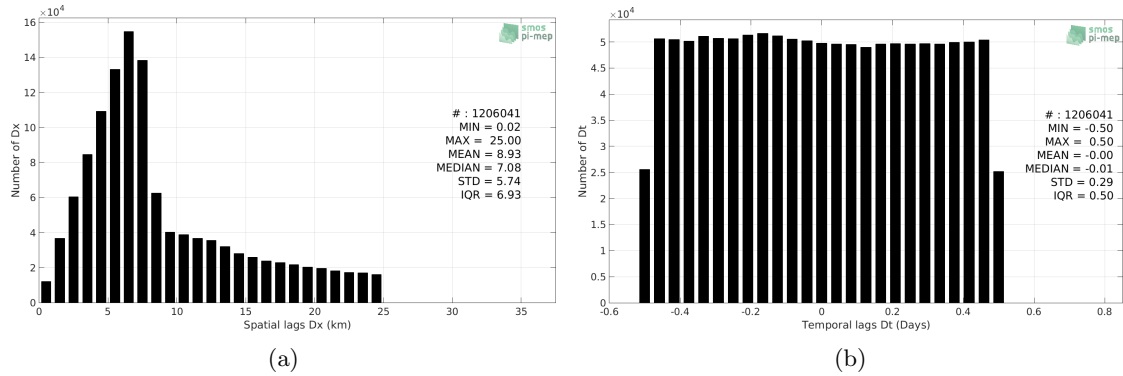 ×10⁴
160
14
12
10
8
6
4
2
0
Number of Dx
0 5 10 15 20 25 30 35
Spatial lags Dx (km)
smos
pi-mep
# : 1206041
MIN = 0.02
MAX = 25.00
MEAN = 8.93
MEDIAN = 7.08
STD = 5.74
IQR = 6.93
(a)
×10⁴
5
4.5
4
3.5
3
2.5
2
1.5
1
0.5
0
Number of Dt
-0.6 -0.4 -0.2 0 0.2 0.4 0.6 0.8
Temporal lags Dt (Days)
smos
pi-mep
# : 1206041
MIN = -0.50
MAX = 0.50
MEAN = -0.00
MEDIAN = -0.01
STD = 0.29
IQR = 0.50
(b)